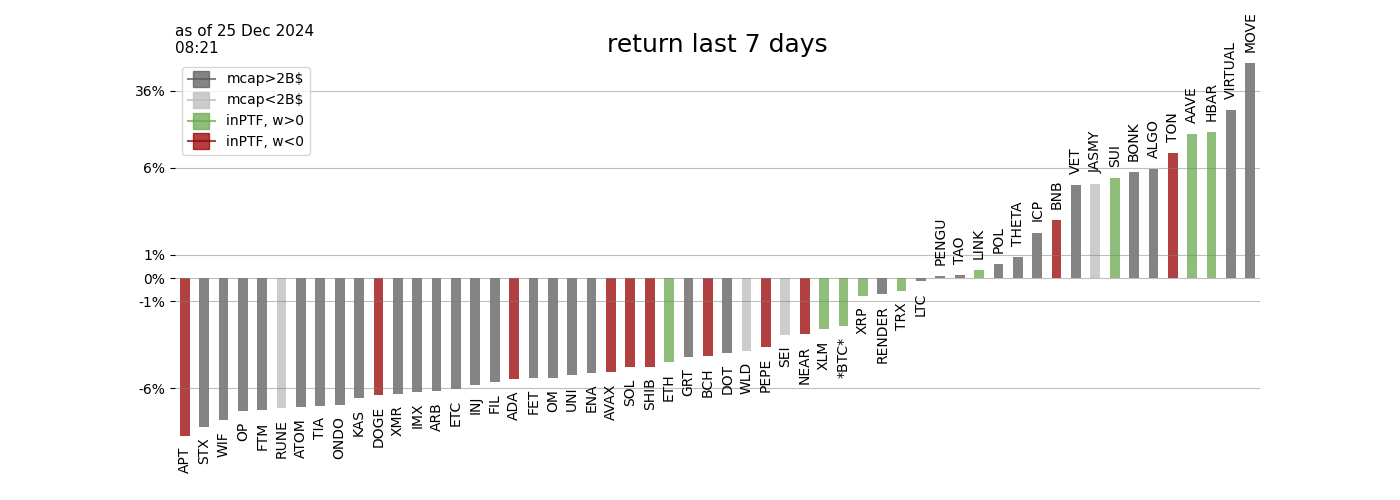 as of 25 Dec 2024
08:21
return last 7 days
mcap>2B$
mcap<2B$
inPTF, w>0
inPTF, w<0
36%
6%
1%
0%
-1%
-6%
APT
STX
WIF
OP
FTM
RUNE
ATOM
TIA
ONDO
KAS
DOGE
XMR
IMX
ARB
ETC
INJ
FIL
ADA
FET
OM
UNI
ENA
AVAX
SOL
SHIB
ETH
GRT
BCH
DOT
WLD
PEPE
SEI
NEAR
XLM
*BTC*
XRP
RENDER
TRX
LTC
PENGU
TAO
LINK
POL
THETA
ICP
BNB
VET
JASMY
SUI
BONK
ALGO
TON
AAVE
HBAR
VIRTUAL
MOVE